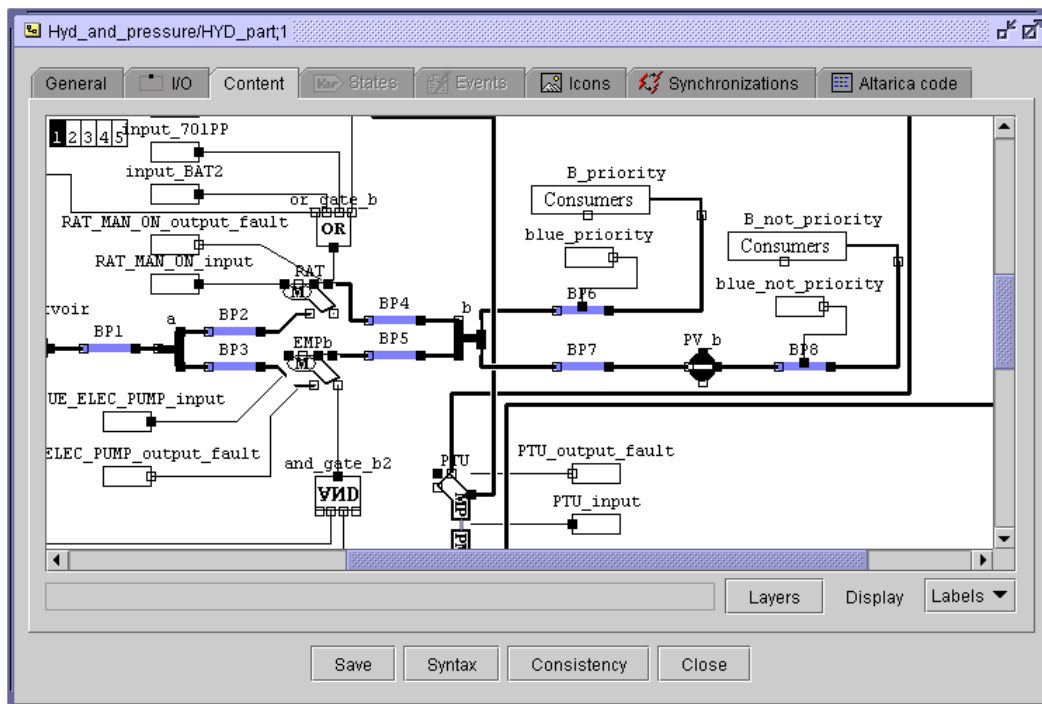 Hyd_and_pressure/HYD_part;1
General
I/O
Content
Var
States
Events
Icons
Synchronizations
Altarica code
1 2 3 4 5
input_701PP
input_BAT2
or_gate_b
OR
RAT_MAN_ON_output_fault
RAT_MAN_ON_input
RAT
M
B_priority
Consumers
blue_priority
B_not_priority
Consumers
blue_not_priority
rvoir
BP1
a
BP2
BP3
BP4
BP5
b
BP6
BP7
PV_b
BP8
EMPb
M
UE_ELEC_PUMP_input
ELEC_PUMP_output_fault
and_gate_b2
AND
PTU
MP
PTU_output_fault
PTU_input
Layers
Display
Labels
Save
Syntax
Consistency
Close